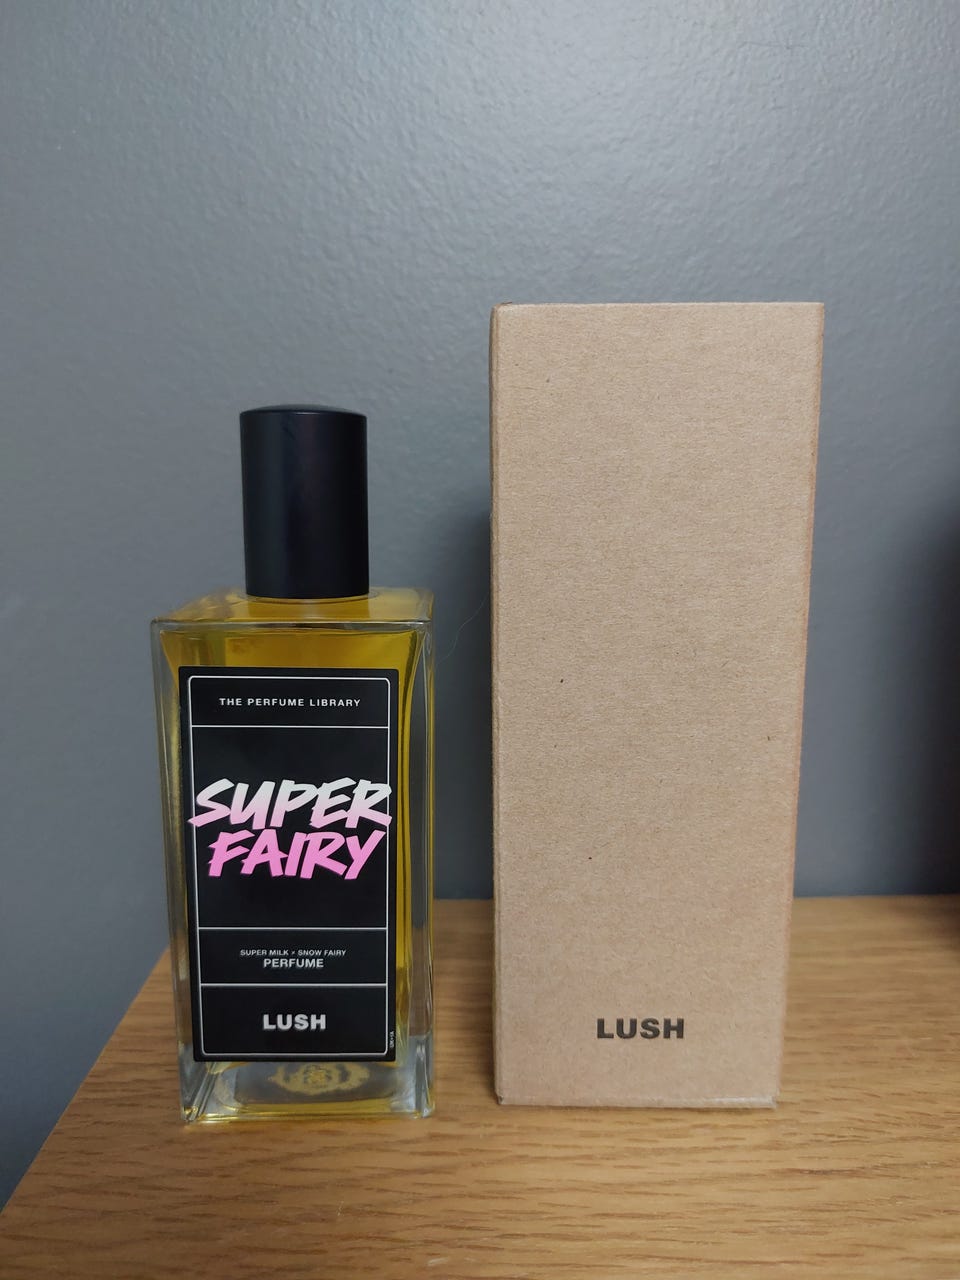 THE PERFUME LIBRARY
SUPER
FAIRY
SUPER MILK × SNOW FAIRY
PERFUME
LUSH
LUSH